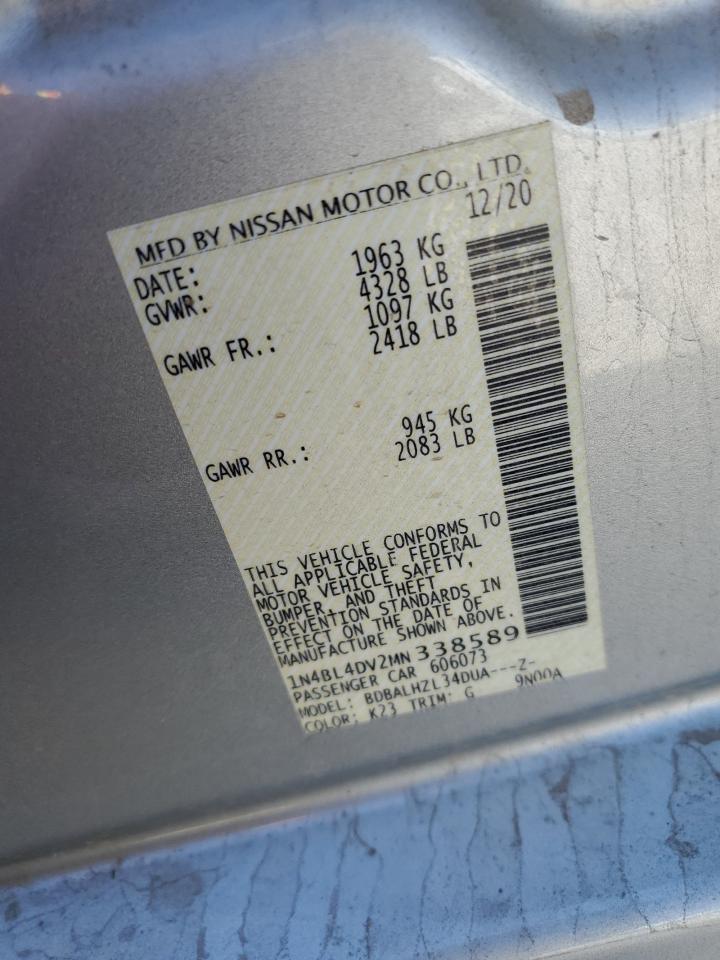 MFD BY NISSAN MOTOR CO., LTD.
DATE: 12/20
GVWR: 1963 KG
4328 LB
GAWR FR.: 1097 KG
2418 LB
GAWR RR.: 945 KG
2083 LB
THIS VEHICLE CONFORMS TO
ALL APPLICABLE FEDERAL
MOTOR VEHICLE SAFETY,
BUMPER, AND THEFT
PREVENTION STANDARDS IN
EFFECT ON THE DATE OF
MANUFACTURE SHOWN ABOVE.
1N4BL4DV2MN338589
PASSENGER CAR 606073
MODEL: BDBALHZL34DUA---Z-
COLOR: K23 TRIM: G 9N00A